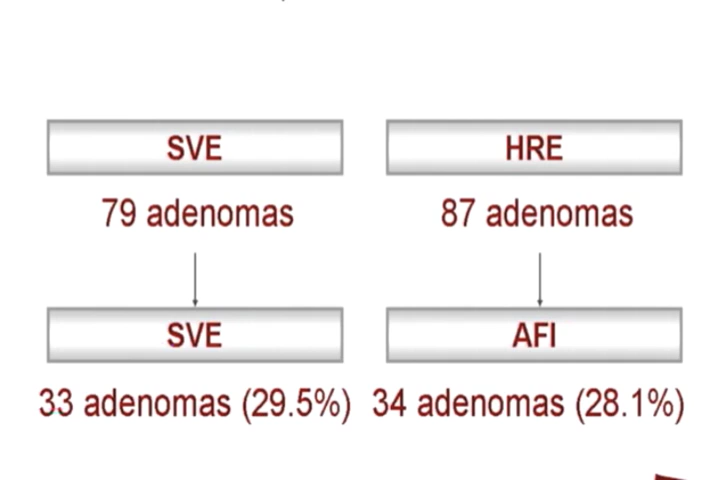 SVE
HRE
79 adenomas
87 adenomas
SVE
AFI
33 adenomas (29.5%)
34 adenomas (28.1%)